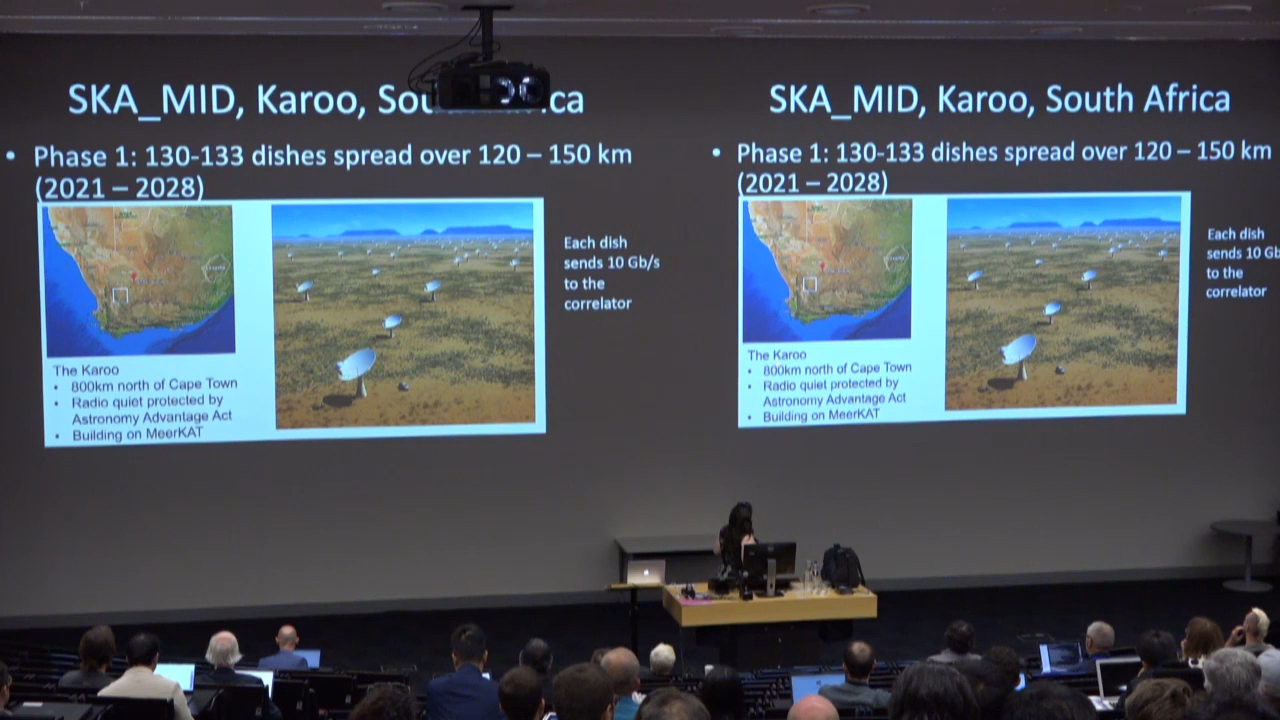 SKA_MID, Karoo, Sou ca
• Phase 1: 130-133 dishes spread over 120 – 150 km
(2021 – 2028)
Each dish
sends 10 Gb/s
to the
correlator
The Karoo
• 800km north of Cape Town
• Radio quiet protected by
Astronomy Advantage Act
• Building on MeerKAT
SKA_MID, Karoo, South Africa
• Phase 1: 130-133 dishes spread over 120 – 150 km
(2021 – 2028)
Each dish
sends 10 Gb
to the
correlator
The Karoo
• 800km north of Cape Town
• Radio quiet protected by
Astronomy Advantage Act
• Building on MeerKAT